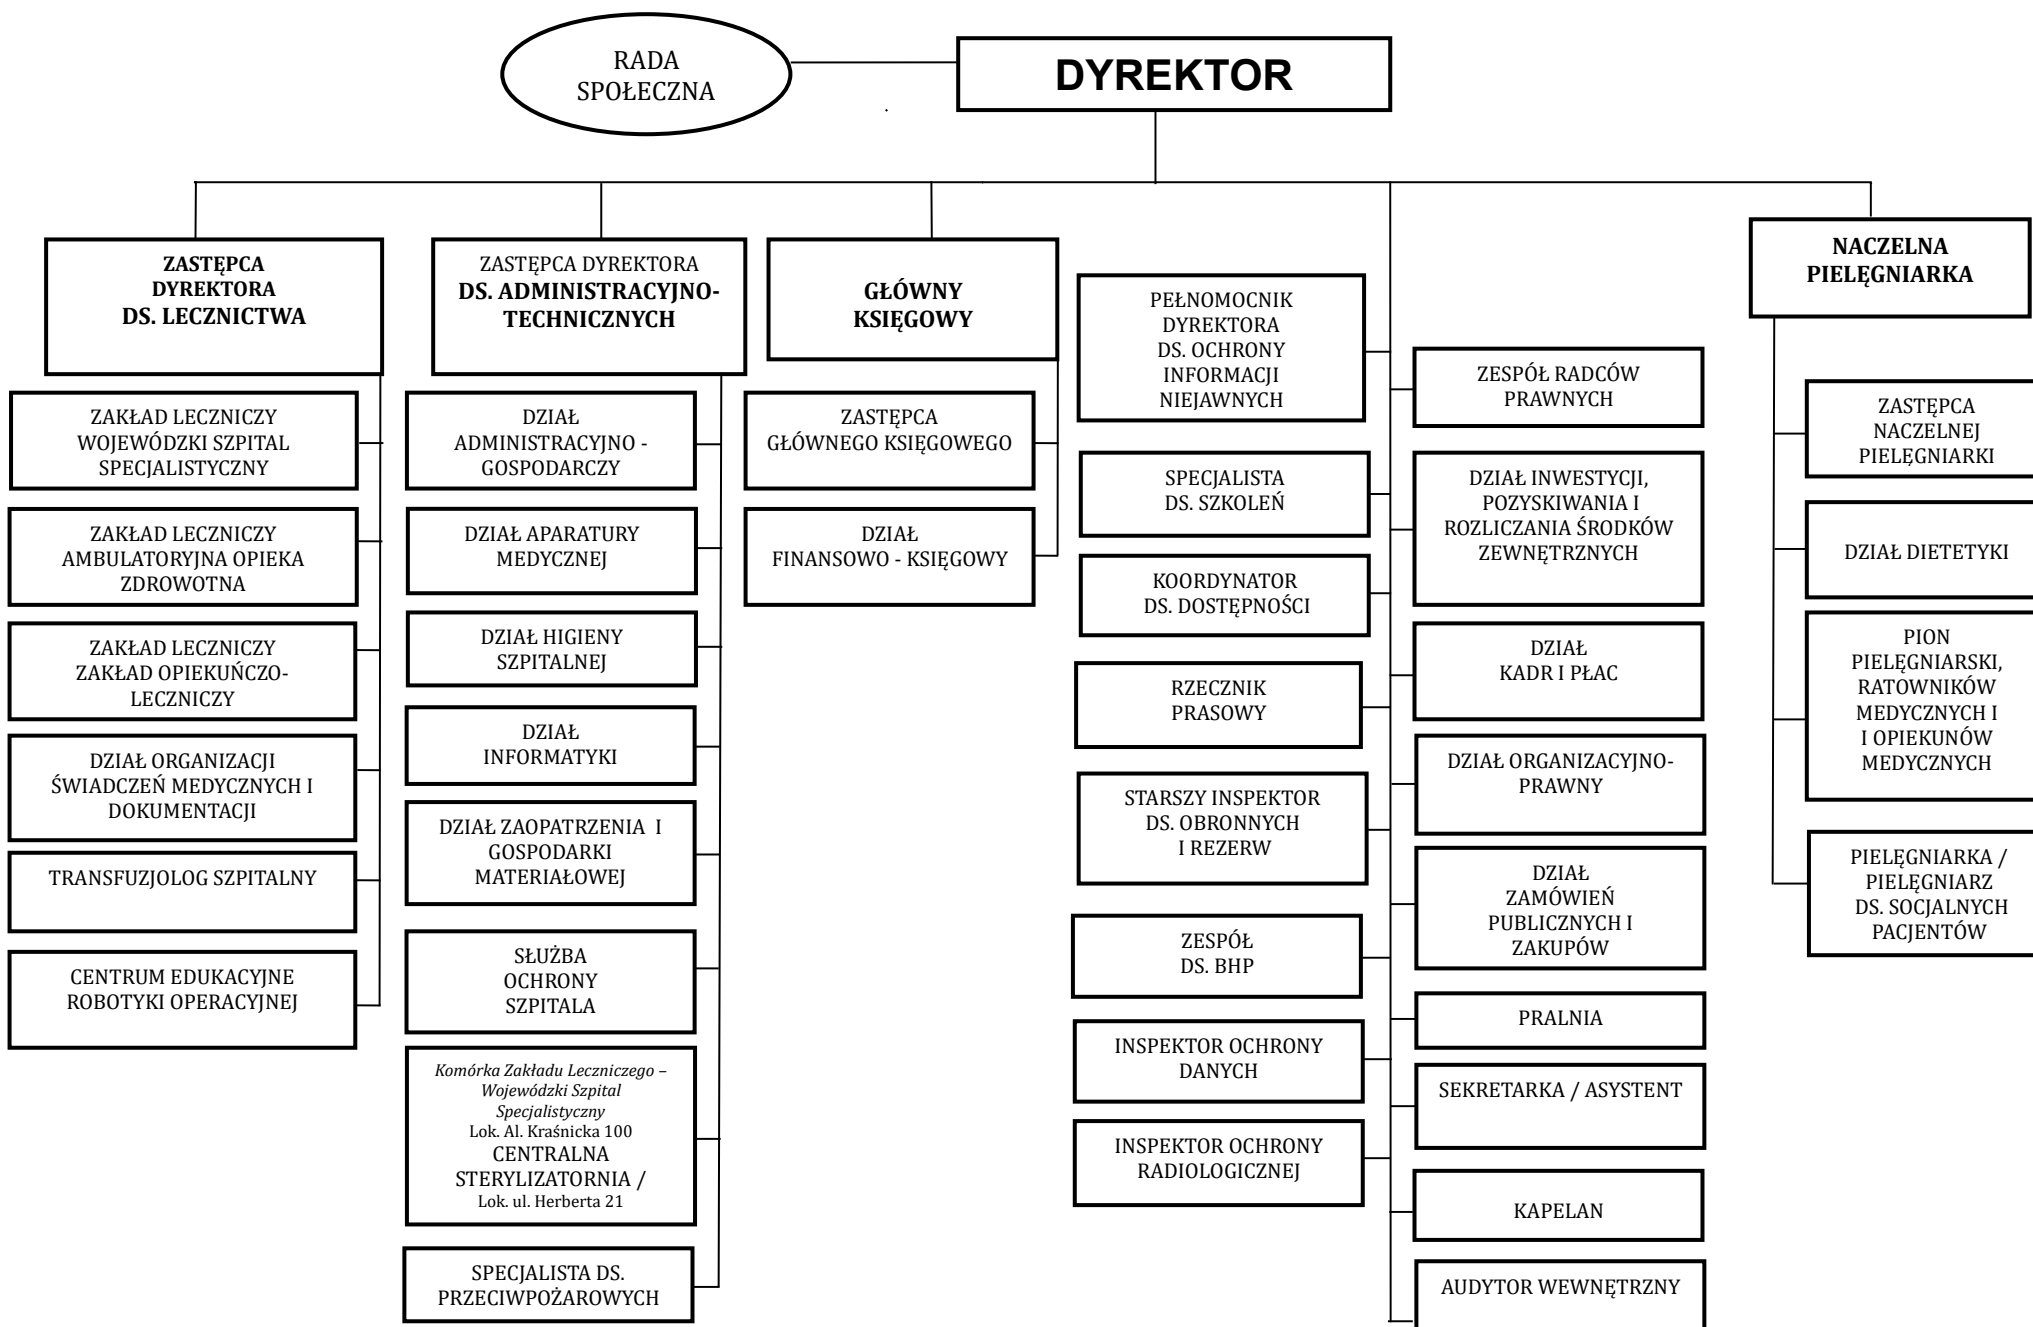 RADA
SPOŁECZNA
DYREKTOR
ZASTĘPCA
DYREKTORA
DS. LECZNICTWA
ZAKŁAD LECZNICZY
WOJEWÓDZKI SZPITAL
SPECJALISTYCZNY
ZAKŁAD LECZNICZY
AMBULATORYJNA OPIEKA
ZDROWOTNA
ZAKŁAD LECZNICZY
ZAKŁAD OPIEKUŃCZO-
LECZNICZY
DZIAŁ ORGANIZACJI
ŚWIADCZEŃ MEDYCZNYCH I
DOKUMENTACJI
TRANSFUZJOLOG SZPITALNY
CENTRUM EDUKACYJNE
ROBOTYKI OPERACYJNEJ
ZASTĘPCA DYREKTORA
DS. ADMINISTRACYJNO-
TECHNICZNYCH
DZIAŁ
ADMINISTRACYJNO -
GOSPODARCZY
DZIAŁ APARATURY
MEDYCZNEJ
DZIAŁ HIGIENY
SZPITALNEJ
DZIAŁ
INFORMATYKI
DZIAŁ ZAOPATRZENIA I
GOSPODARKI
MATERIAŁOWEJ
SŁUŻBA
OCHRONY
SZPITALA
Komórka Zakładu Leczniczego –
Wojewódzki Szpital
Specjalistyczny
Lok. Al. Kraśnicka 100
CENTRALNA
STERYLIZATORNIA /
Lok. ul. Herberta 21
SPECJALISTA DS.
PRZECIWPOŻAROWYCH
GŁÓWNY
KSIĘGOWY
ZASTĘPCA
GŁÓWNEGO KSIĘGOWEGO
DZIAŁ
FINANSOWO - KSIĘGOWY
PEŁNOMOCNIK
DYREKTORA
DS. OCHRONY
INFORMACJI
NIEJAWNYCH
SPECJALISTA
DS. SZKOLEŃ
KOORDYNATOR
DS. DOSTĘPNOŚCI
RZECZNIK
PRASOWY
STARSZY INSPEKTOR
DS. OBRONNYCH
I REZERW
ZESPÓŁ
DS. BHP
INSPEKTOR OCHRONY
DANYCH
INSPEKTOR OCHRONY
RADIOLOGICZNEJ
ZESPÓŁ RADCÓW
PRAWNYCH
DZIAŁ INWESTYCJI,
POZYSKIWANIA I
ROZLICZANIA ŚRODKÓW
ZEWNĘTRZNYCH
DZIAŁ
KADR I PŁAC
DZIAŁ ORGANIZACYJNO-
PRAWNY
DZIAŁ
ZAMÓWIEŃ
PUBLICZNYCH I
ZAKUPÓW
PRALNIA
SEKRETARKA / ASYSTENT
KAPELAN
AUDYTOR WEWNĘTRZNY
NACZELNA
PIELĘGNIARKA
ZASTĘPCA
NACZELNEJ
PIELĘGNIARKI
DZIAŁ DIETETYKI
PION
PIELĘGNIARSKI,
RATOWNIKÓW
MEDYCZNYCH I
I OPIEKUNÓW
MEDYCZNYCH
PIELĘGNIARKA /
PIELĘGNIARZ
DS. SOCJALNYCH
PACJENTÓW